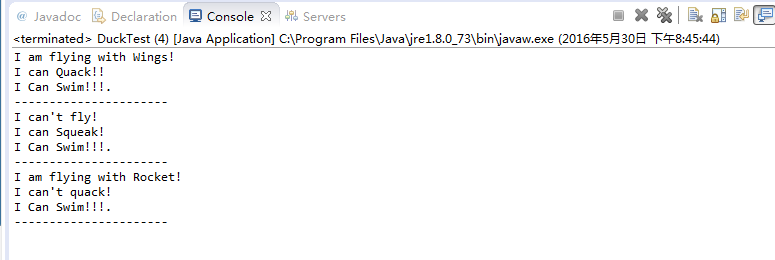 @ Javadoc Declaration Console Servers
<terminated> DuckTest (4) [Java Application] C:\Program Files\Java\jre1.8.0_73\bin\javaw.exe (2016年5月30日 下午8:45:44)
I am flying with Wings!
I can Quack!!
I Can Swim!!!.
----------------------
I can't fly!
I can Squeak!
I Can Swim!!!.
----------------------
I am flying with Rocket!
I can't quack!
I Can Swim!!!.
----------------------